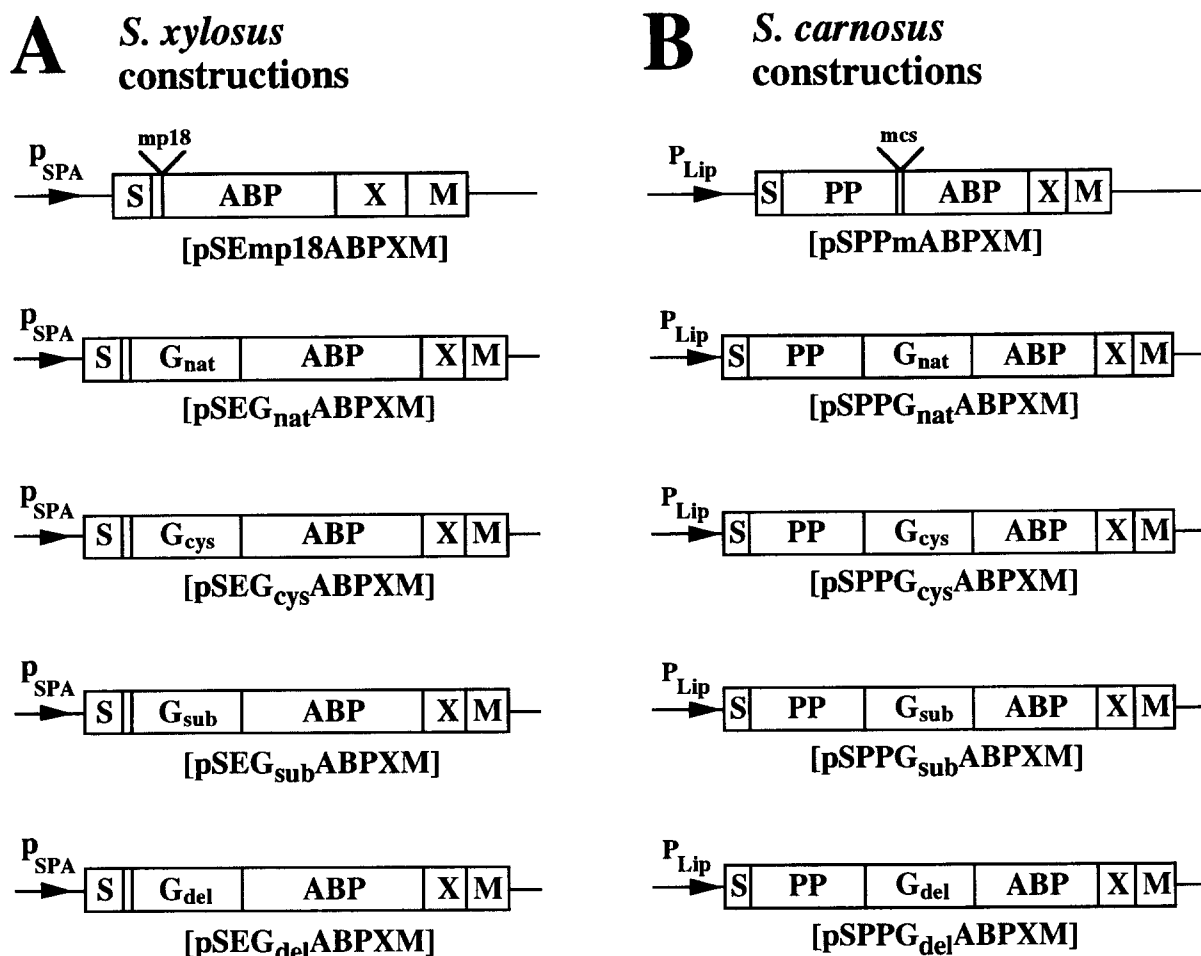 A
S. xylosus
constructions
mp18
pSPA
S ABP X M
[pSEmp18ABPXM]
pSPA
S Gnat ABP X M
[pSEGnatABPXM]
pSPA
S Gcys ABP X M
[pSEGcysABPXM]
pSPA
S Gsub ABP X M
[pSEGsubABPXM]
pSPA
S Gdel ABP X M
[pSEGdelABPXM]
B
S. carnosus
constructions
mcs
PLip
S PP ABP X M
[pSPPmABPXM]
PLip
S PP Gnat ABP X M
[pSPPGnatABPXM]
PLip
S PP Gcys ABP X M
[pSPPGcysABPXM]
PLip
S PP Gsub ABP X M
[pSPPGsubABPXM]
PLip
S PP Gdel ABP X M
[pSPPGdelABPXM]